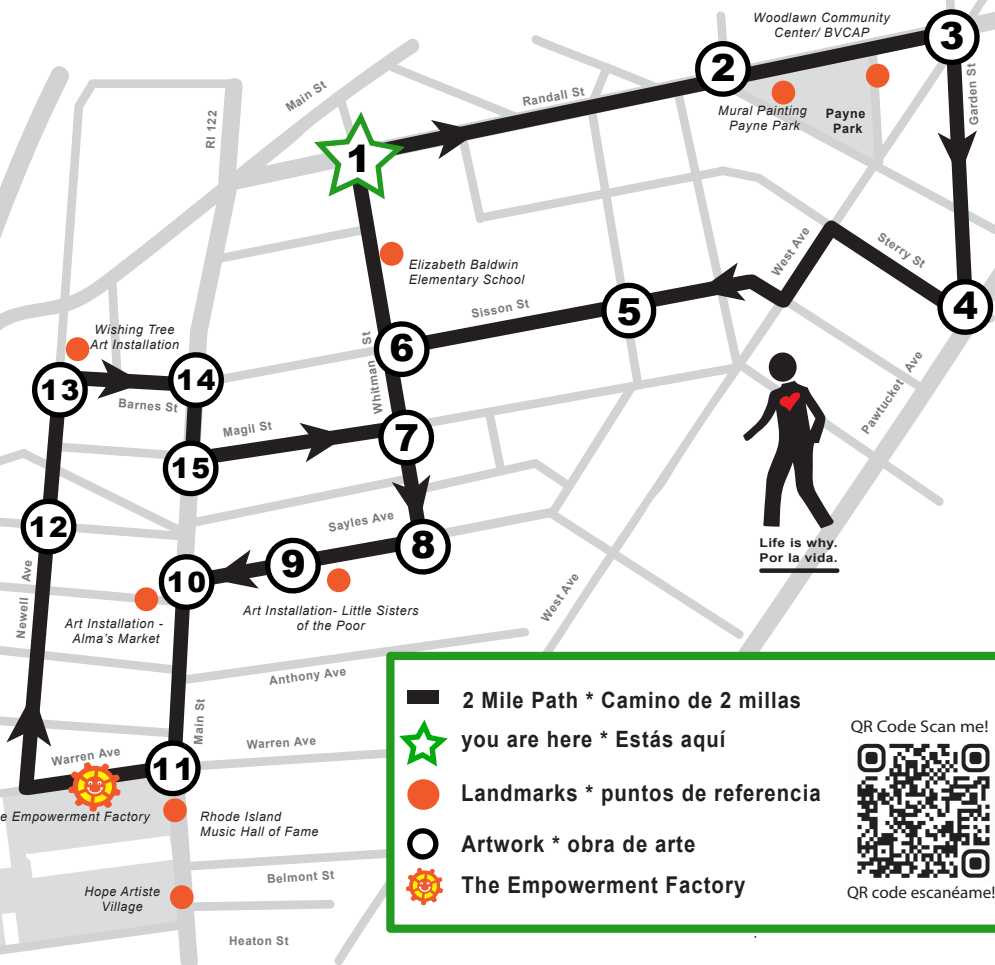 Woodlawn Community
Center/ BVCAP
3
2
Main St
Randall St
Garden St
RI 122
Mural Painting
Payne Park
Payne
Park
1
West Ave
Sterry St
Elizabeth Baldwin
Elementary School
Sisson St
5
4
Wishing Tree
Art Installation
Whitman St
6
13
14
Barnes St
Pawtucket Ave
Magil St
7
15
12
Sayles Ave
8
Life is why.
Por la vida.
9
10
Newell Ave
West Ave
Art Installation- Little Sisters
of the Poor
Art Installation -
Alma's Market
Anthony Ave
Main St
Warren Ave
Warren Ave
11
e Empowerment Factory
Rhode Island
Music Hall of Fame
Belmont St
Hope Artiste
Village
Heaton St
2 Mile Path * Camino de 2 millas
you are here * Estás aquí
Landmarks * puntos de referencia
Artwork * obra de arte
The Empowerment Factory
QR Code Scan me!
QR code escanéame!